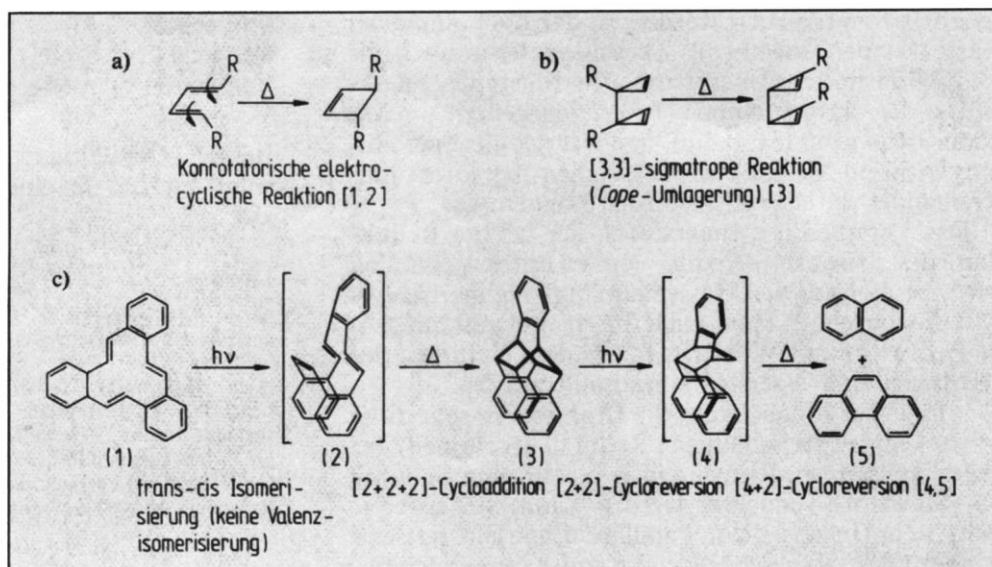 a)
R
Δ
R
R
R
Konrotatorische elektro-
cyclische Reaktion [1,2]
b)
R
Δ
R
R
R
[3,3]-sigmatrope Reaktion
(Cope-Umlagerung) [3]
c)
hν
Δ
hν
Δ
+
(1)
(2)
(3)
(4)
(5)
trans-cis Isomeri-
sierung (keine Valenz-
isomerisierung)
[2+2+2]-Cycloaddition [2+2]-Cycloreversion [4+2]-Cycloreversion [4,5]